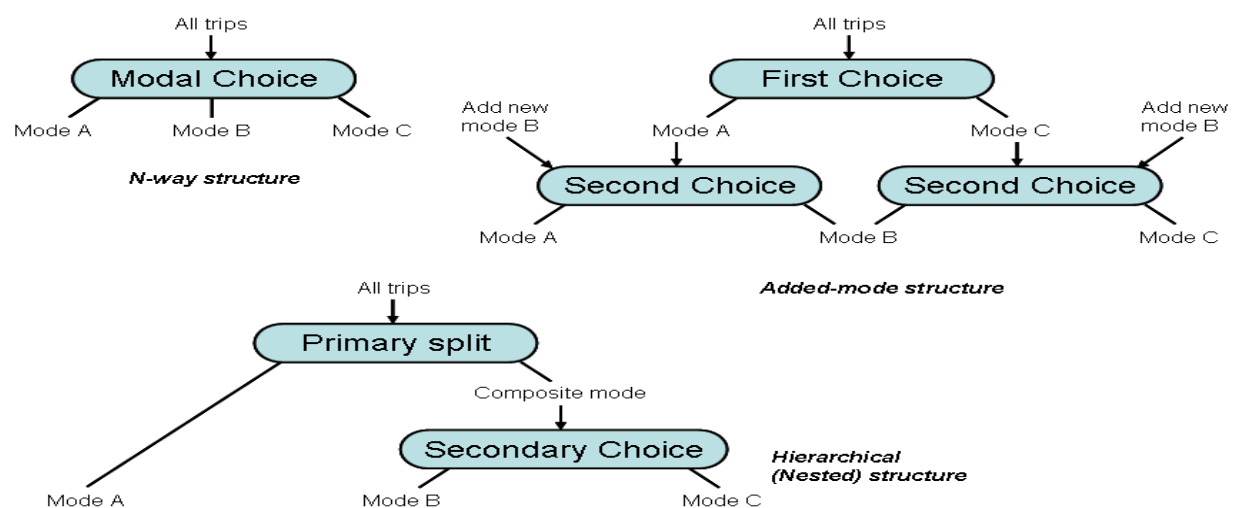 All trips
Modal Choice
Mode A
Mode B
Mode C
N-way structure
All trips
First Choice
Add new
mode B
Mode A
Mode C
Add new
mode B
Second Choice
Second Choice
Mode A
Mode B
Mode C
Added-mode structure
All trips
Primary split
Composite mode
Secondary Choice
Mode A
Mode B
Mode C
Hierarchical
(Nested) structure